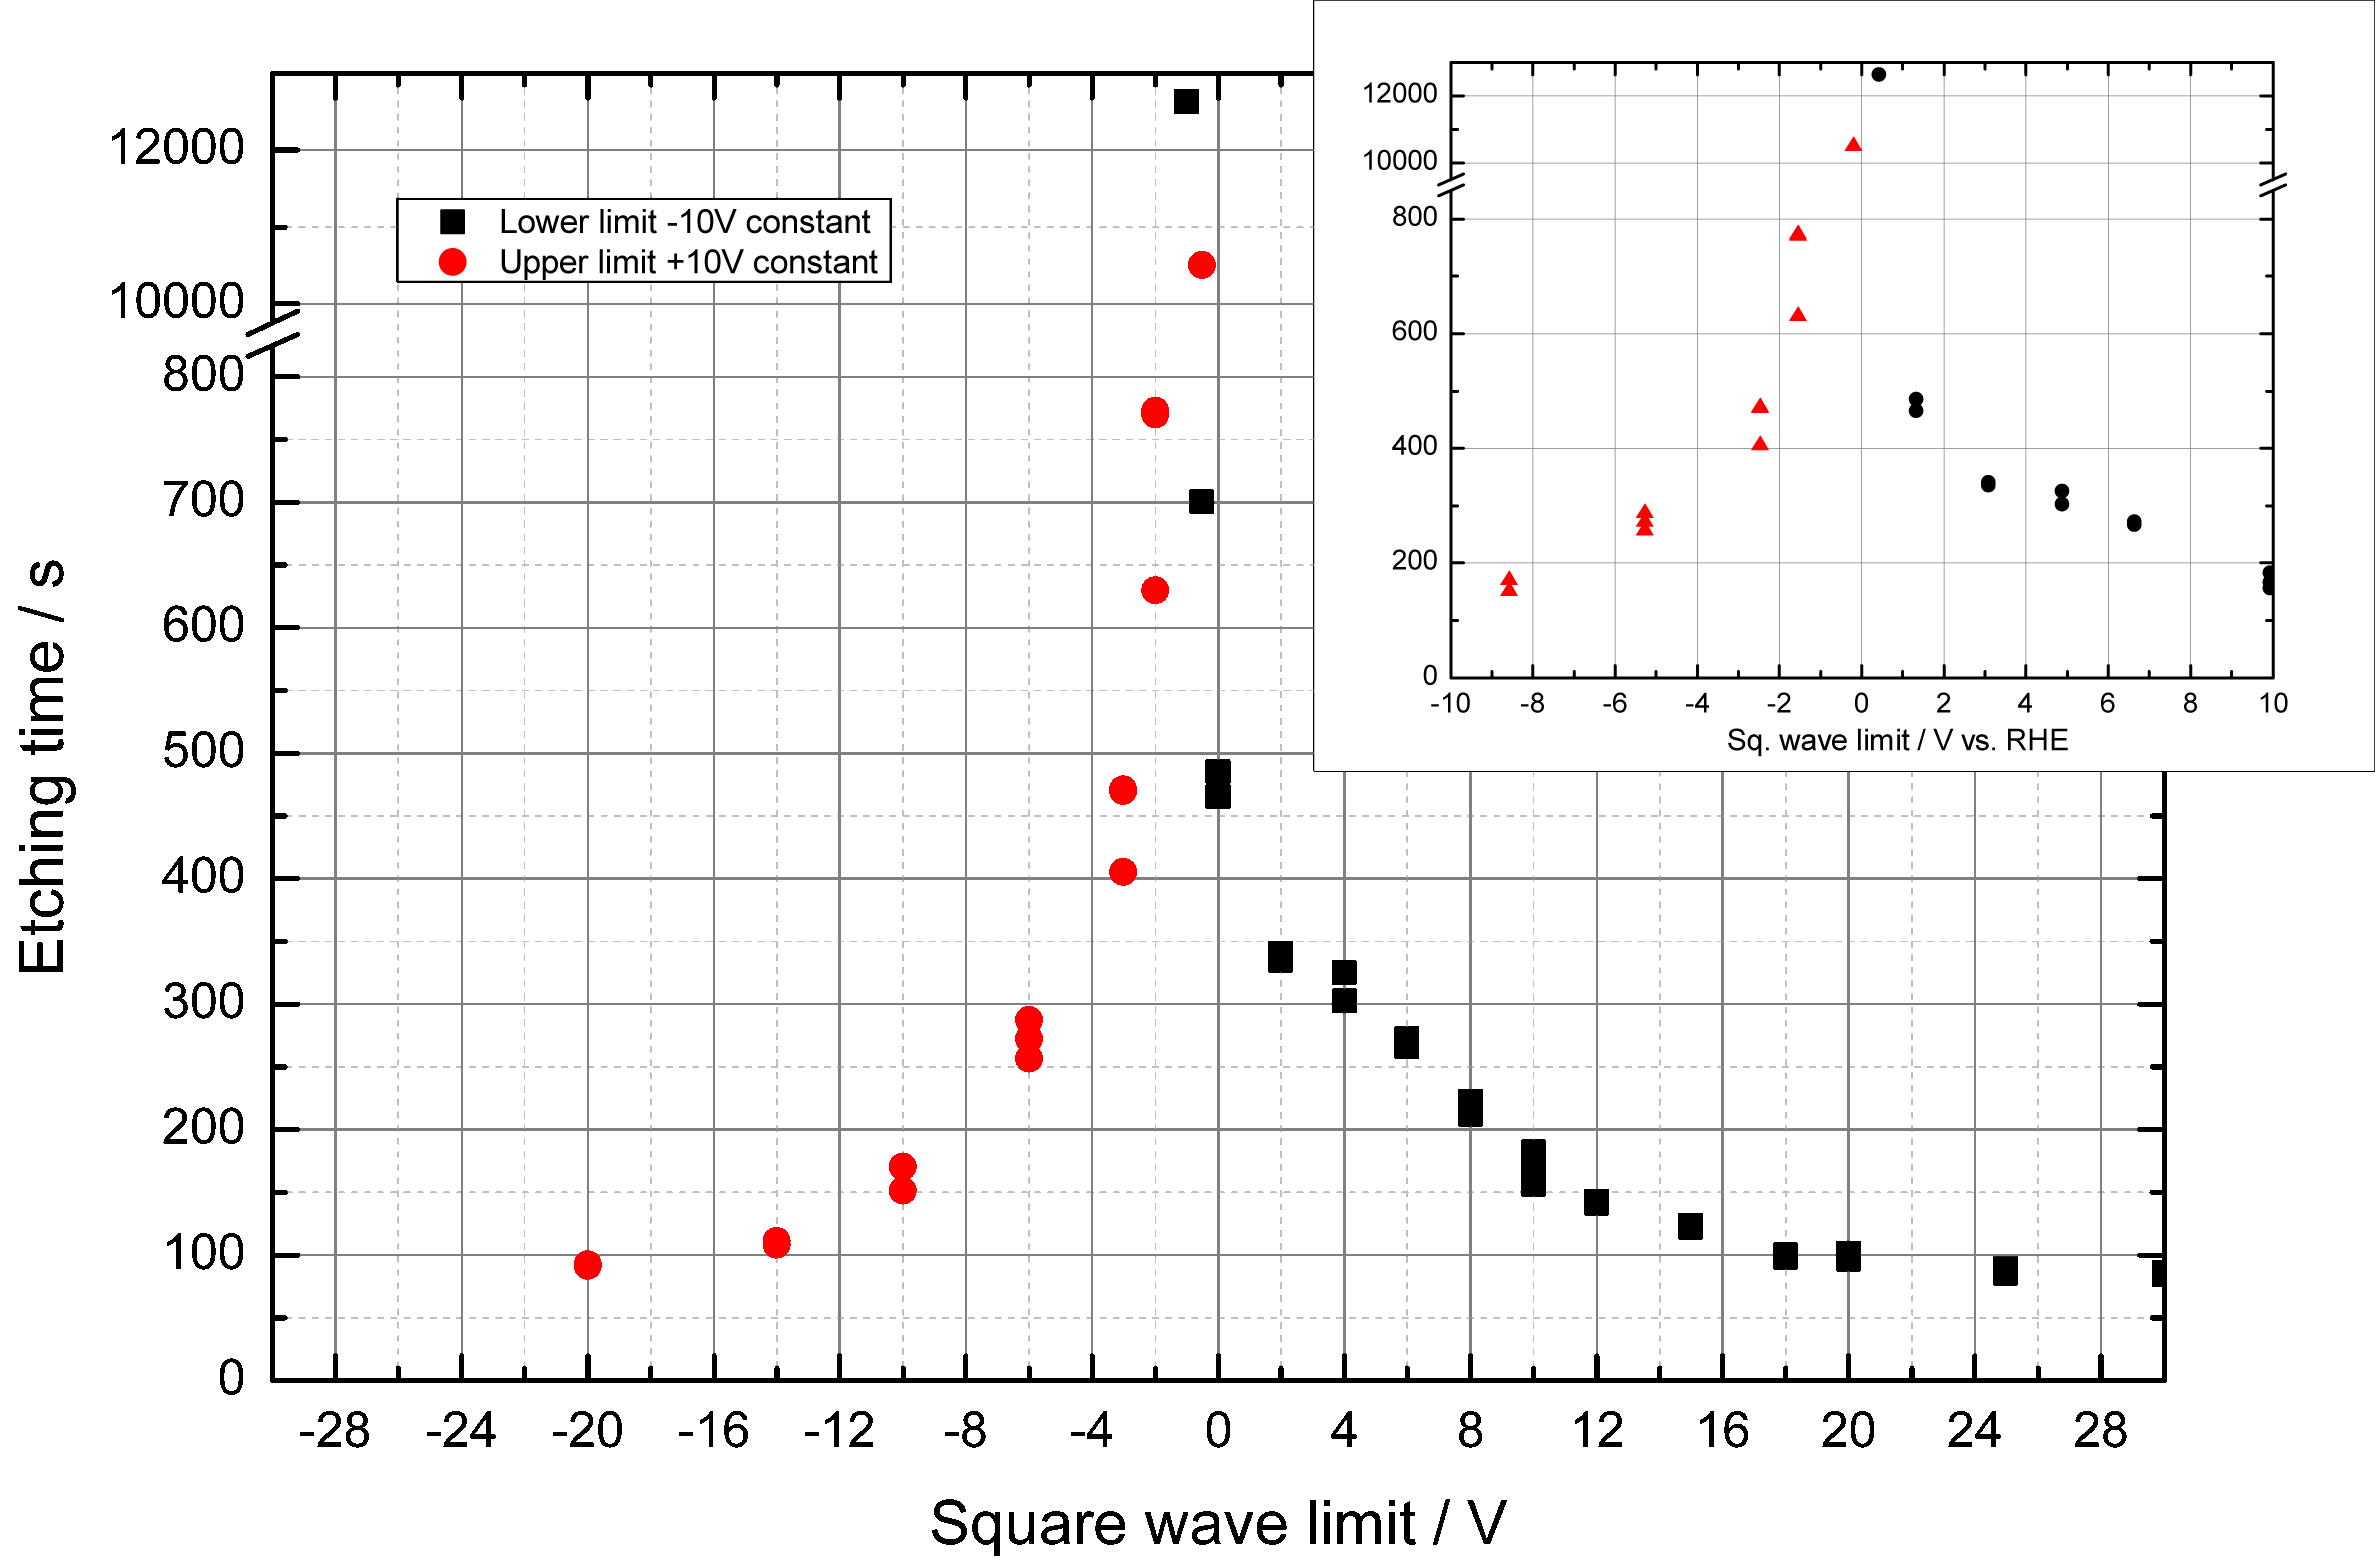 12000
10000
800
700
600
500
400
300
200
100
0
Etching time / s
-28 -24 -20 -16 -12 -8 -4 0 4 8 12 16 20 24 28
Square wave limit / V
Lower limit -10V constant
Upper limit +10V constant
12000
10000
800
600
400
200
0
-10 -8 -6 -4 -2 0 2 4 6 8 10
Sq. wave limit / V vs. RHE